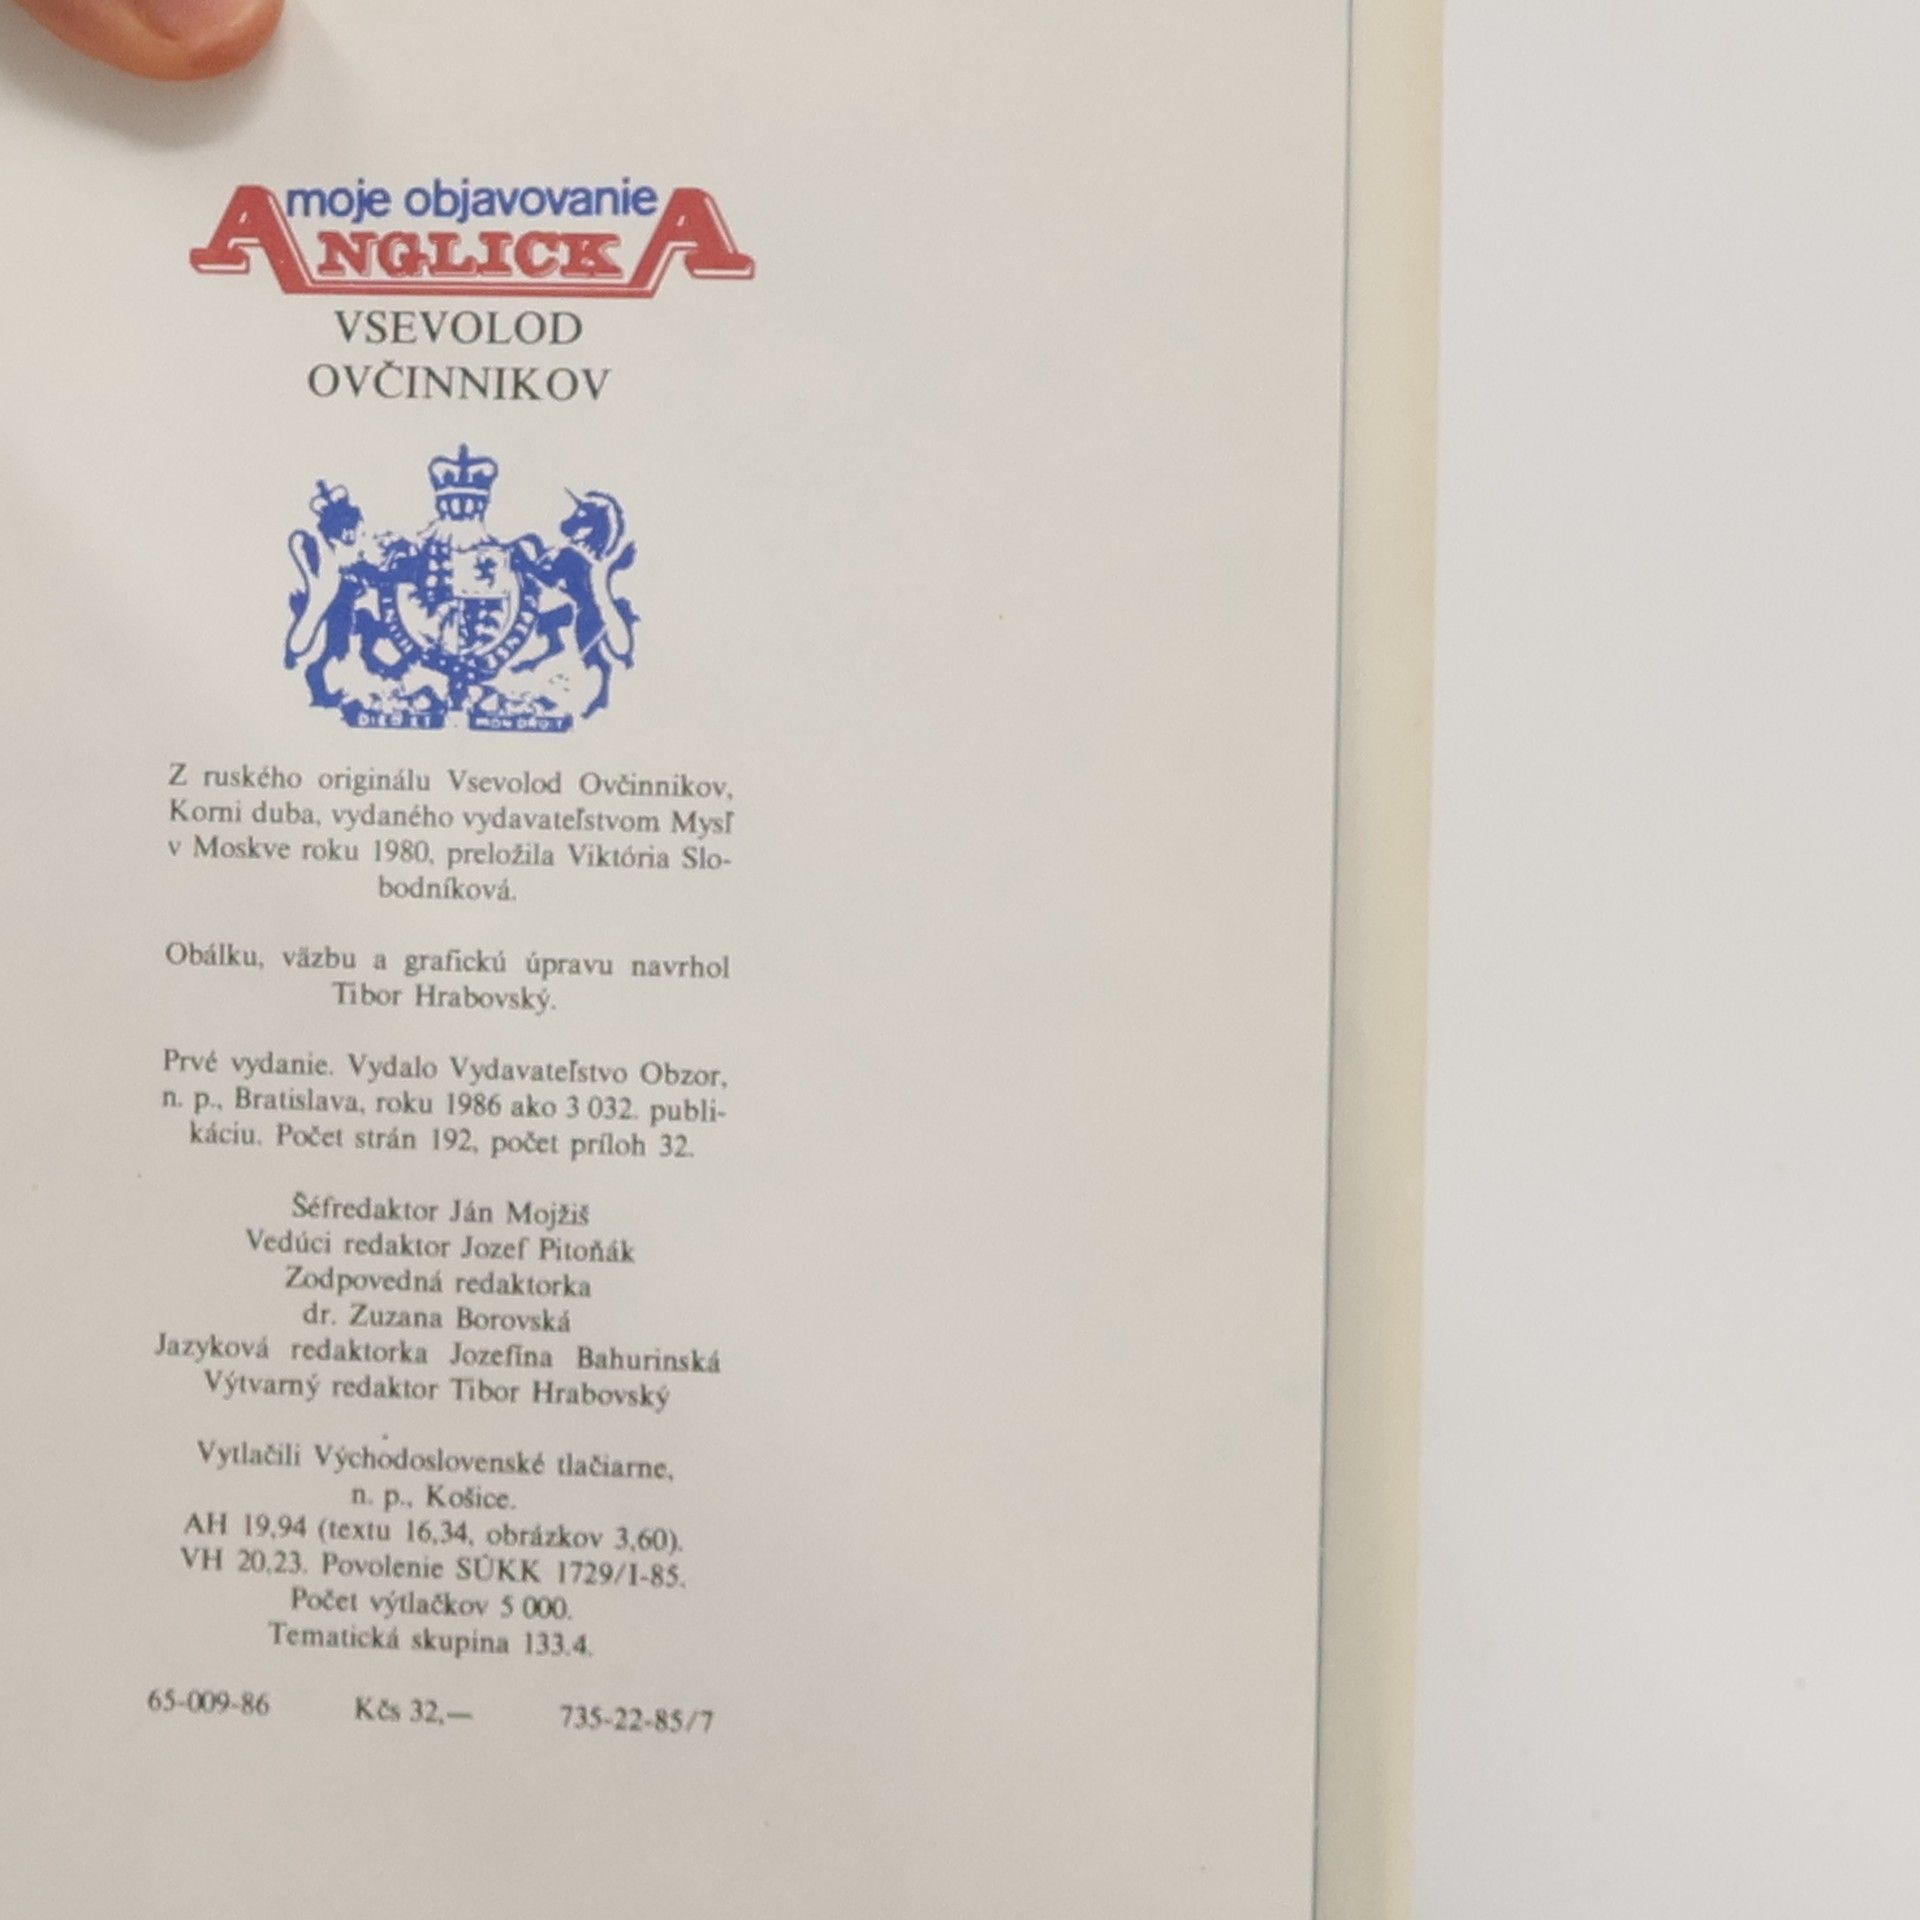 moje objavovanie
ANGLICKA
VSEVOLOD
OVČINNIKOV
DIEU ET MON DROIT
Z ruského originálu Vsevolod Ovčinnikov,
Korni duba, vydaného vydavateľstvom Mysľ
v Moskve roku 1980, preložila Viktória Slo-
bodníková.
Obálku, väzbu a grafickú úpravu navrhol
Tibor Hrabovský.
Prvé vydanie. Vydalo Vydavateľstvo Obzor,
n. p., Bratislava, roku 1986 ako 3 032. publi-
káciu. Počet strán 192, počet príloh 32.
Šéfredaktor Ján Mojžiš
Vedúci redaktor Jozef Pitoňák
Zodpovedná redaktorka
dr. Zuzana Borovská
Jazyková redaktorka Jozefína Bahurinská
Výtvarný redaktor Tibor Hrabovský
Vytlačili Východoslovenské tlačiarne,
n. p., Košice.
AH 19,94 (textu 16,34, obrázkov 3,60).
VH 20,23. Povolenie SÚKK 1729/I-85.
Počet výtlačkov 5 000.
Tematická skupina 133.4.
65-009-86 Kčs 32,— 735-22-85/7